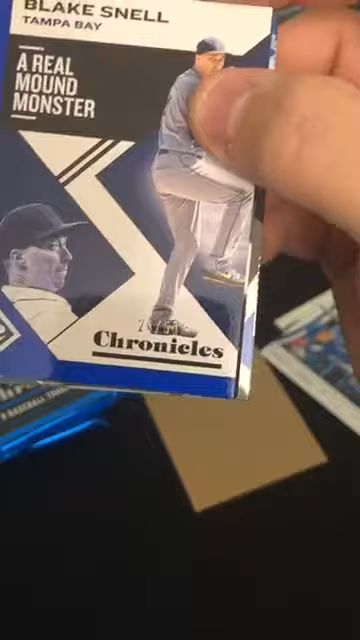 BLAKE SNELL
TAMPA BAY
A REAL
MOUND
MONSTER
Chronicles